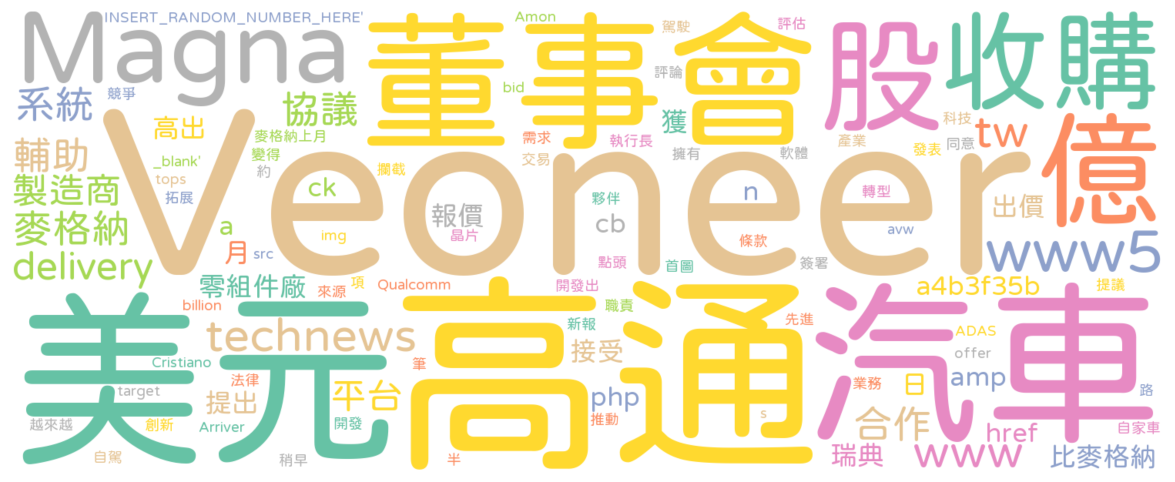 INSERT_RANDOM_NUMBER_HERE'
Amon
駕駛
評估
Magna
董事會
股
收購
系統
競爭
協議
bid
評論
高出
麥格納上月
需求
執行長
獲
科技
tw
億
產業
同意
發表
輔助
_blank'
變得
約
攔截
交易
擁有
軟體
Veoneer
tops
拓展
製造商
ck
夥伴
n
轉型
出價
麥格納
a
報價
晶片
cb
img
條款
avw
www5
delivery
月
src
點頭
首圖
簽署
零組件廠
來源
項
Qualcomm
開發出
a4b3f35b
提議
billion
職責
美元
高通
汽車
technews
新報
先進
ADAS
接受
offer
Cristiano
筆
target
法律
平台
php
業務
日
amp
路
提出
推動
s
越來越
創新
Arriver
開發
合作
href
自家車
自駕
稍早
半
瑞典
www
比麥格納